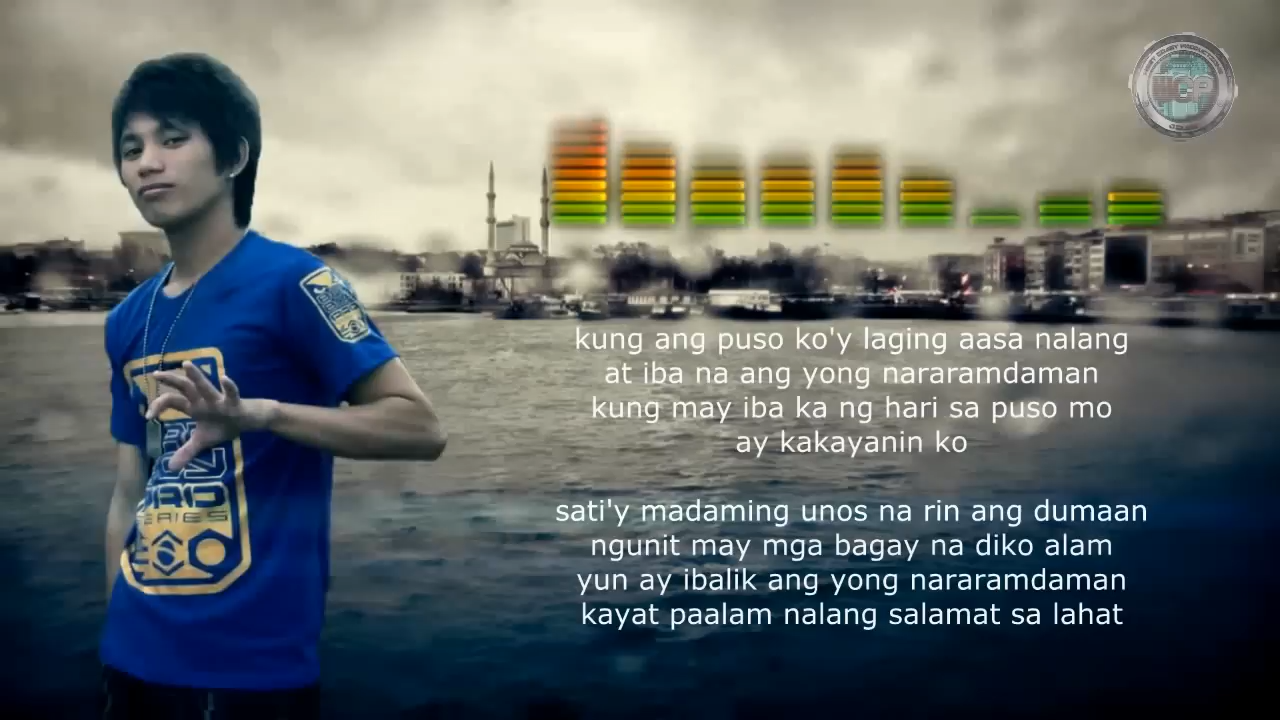 kung ang puso ko'y laging aasa nalang
at iba na ang yong nararamdaman
kung may iba ka ng hari sa puso mo
ay kakayanin ko
sati'y madaming unos na rin ang dumaan
ngunit may mga bagay na diko alam
yun ay ibalik ang yong nararamdaman
kayat paalam nalang salamat sa lahat
SERIES